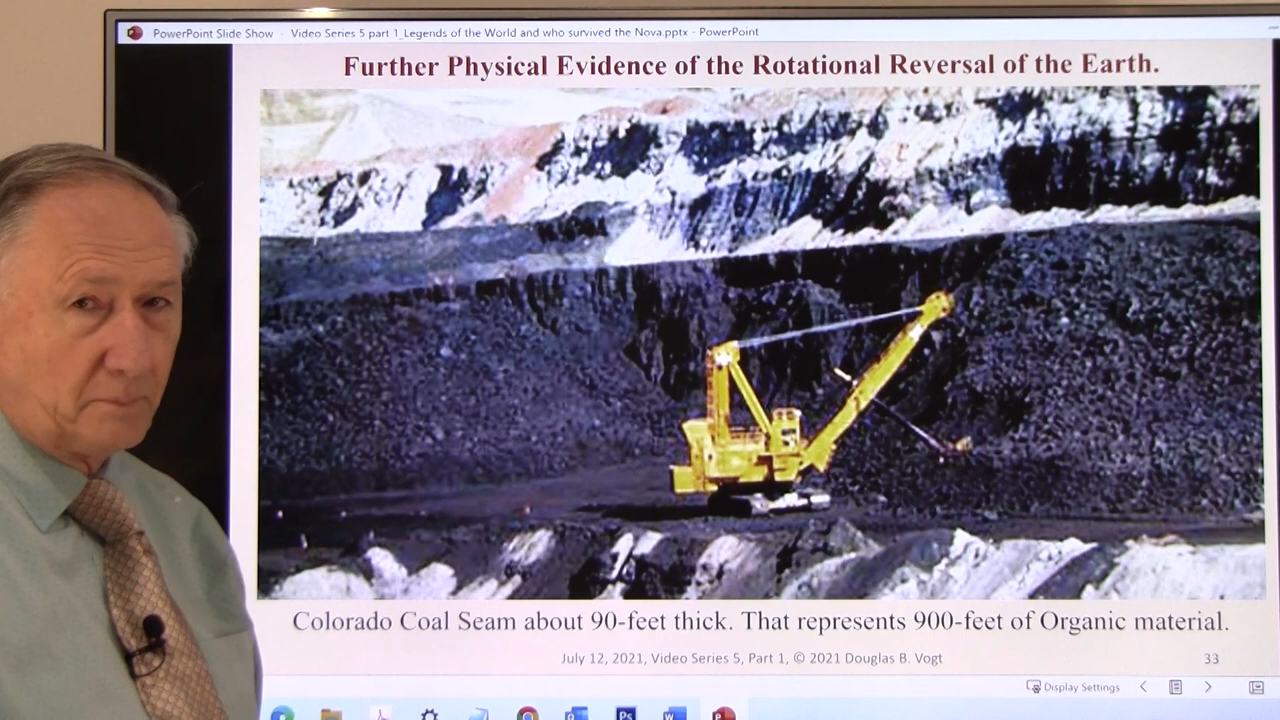 PowerPoint Slide Show - Video Series 5 part 1_Legends of the World and who survived the Nova.pptx - PowerPoint
Further Physical Evidence of the Rotational Reversal of the Earth.
Colorado Coal Seam about 90-feet thick. That represents 900-feet of Organic material.
July 12, 2021, Video Series 5, Part 1, © 2021 Douglas B. Vogt
33
Display Settings
Ps